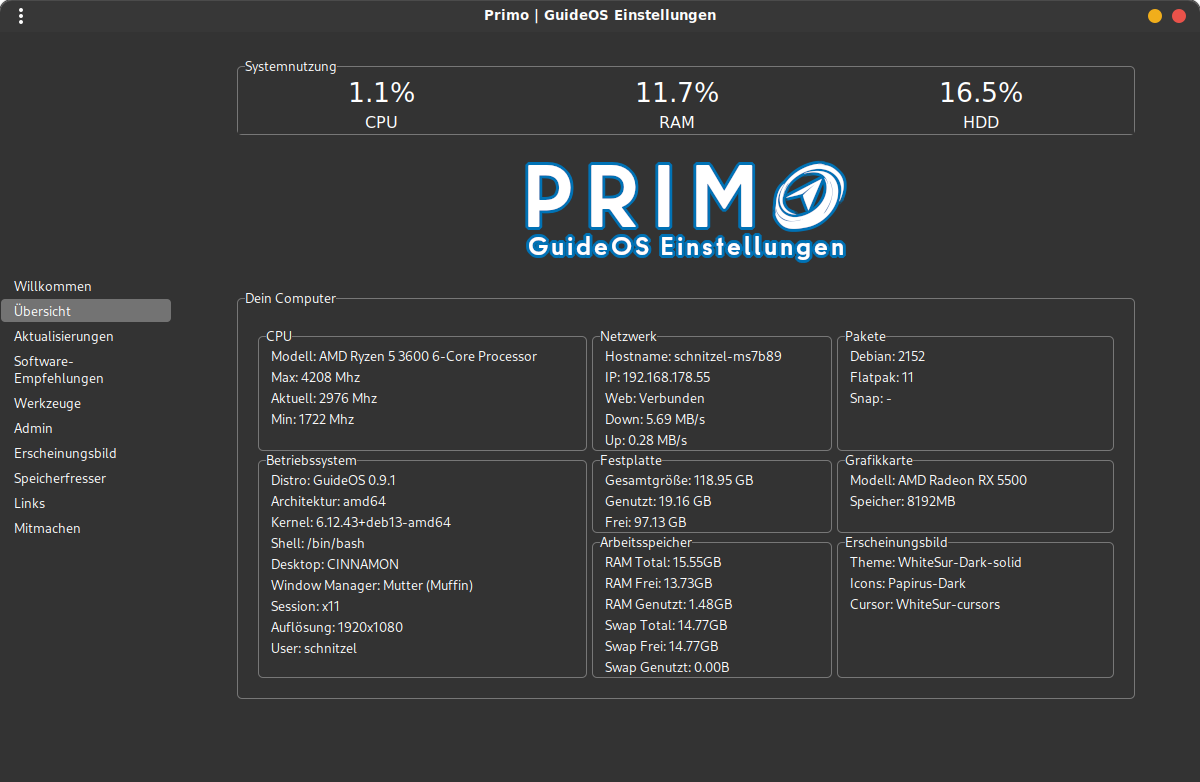 Primo | GuideOS Einstellungen
Systemnutzung
1.1%
CPU
11.7%
RAM
16.5%
HDD
PRIMO
GuideOS Einstellungen
Willkommen
Übersicht
Aktualisierungen
Software-
Empfehlungen
Werkzeuge
Admin
Erscheinungsbild
Speicherfresser
Links
Mitmachen
Dein Computer
CPU
Modell: AMD Ryzen 5 3600 6-Core Processor
Max: 4208 Mhz
Aktuell: 2976 Mhz
Min: 1722 Mhz
Netzwerk
Hostname: schnitzel-ms7b89
IP: 192.168.178.55
Web: Verbunden
Down: 5.69 MB/s
Up: 0.28 MB/s
Pakete
Debian: 2152
Flatpak: 11
Snap: -
Betriebssystem
Distro: GuideOS 0.9.1
Architektur: amd64
Kernel: 6.12.43+deb13-amd64
Shell: /bin/bash
Desktop: CINNAMON
Window Manager: Mutter (Muffin)
Session: x11
Auflösung: 1920x1080
User: schnitzel
Festplatte
Gesamtgröße: 118.95 GB
Genutzt: 19.16 GB
Frei: 97.13 GB
Grafikkarte
Modell: AMD Radeon RX 5500
Speicher: 8192MB
Arbeitsspeicher
RAM Total: 15.55GB
RAM Frei: 13.73GB
RAM Genutzt: 1.48GB
Swap Total: 14.77GB
Swap Frei: 14.77GB
Swap Genutzt: 0.00B
Erscheinungsbild
Theme: WhiteSur-Dark-solid
Icons: Papirus-Dark
Cursor: WhiteSur-cursors